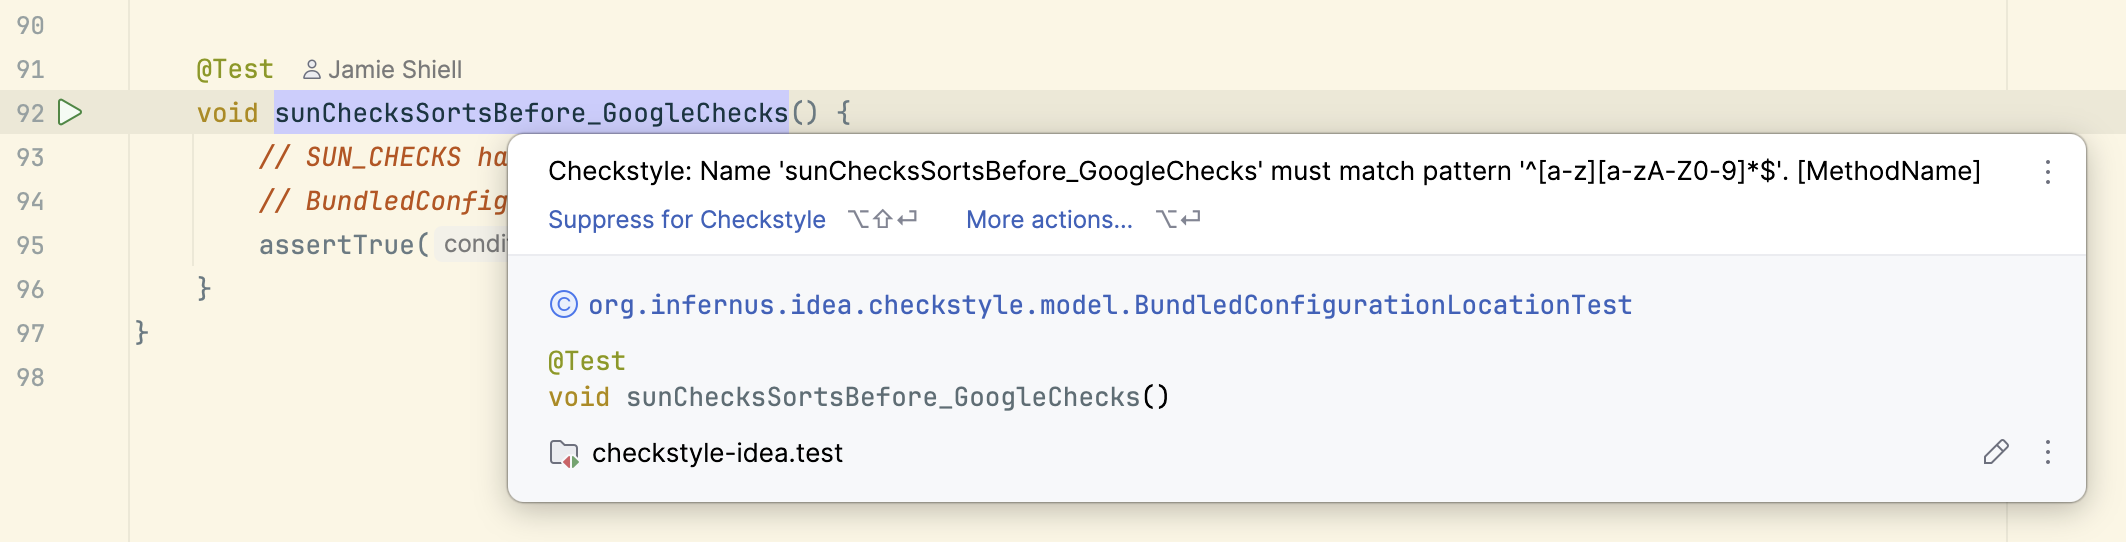 90
91 @Test Jamie Shiell
92 void sunChecksSortsBefore_GoogleChecks() {
93 // SUN_CHECKS ha
94 // BundledConfig
95 assertTrue( condi
96 }
97 }
98
Checkstyle: Name 'sunChecksSortsBefore_GoogleChecks' must match pattern '^[a-z][a-zA-Z0-9]*$'. [MethodName]
Suppress for Checkstyle ⌥⇧↩ More actions... ⌥↩
© org.infernus.idea.checkstyle.model.BundledConfigurationLocationTest
@Test
void sunChecksSortsBefore_GoogleChecks()
checkstyle-idea.test